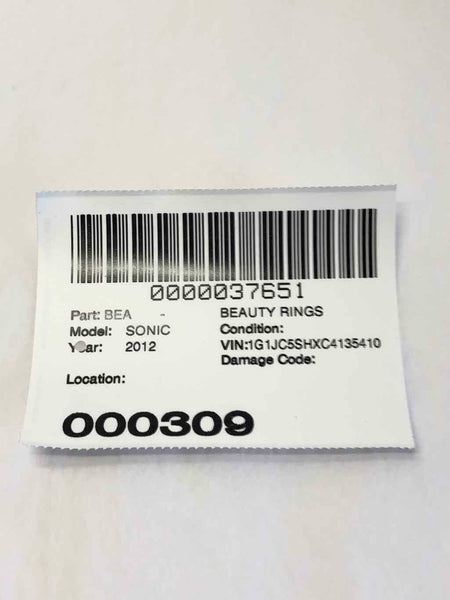 0000037651
Part: BEA - BEAUTY RINGS
Model: SONIC Condition:
Year: 2012 VIN:1G1JC5SHXC4135410
Damage Code:
Location:
000309